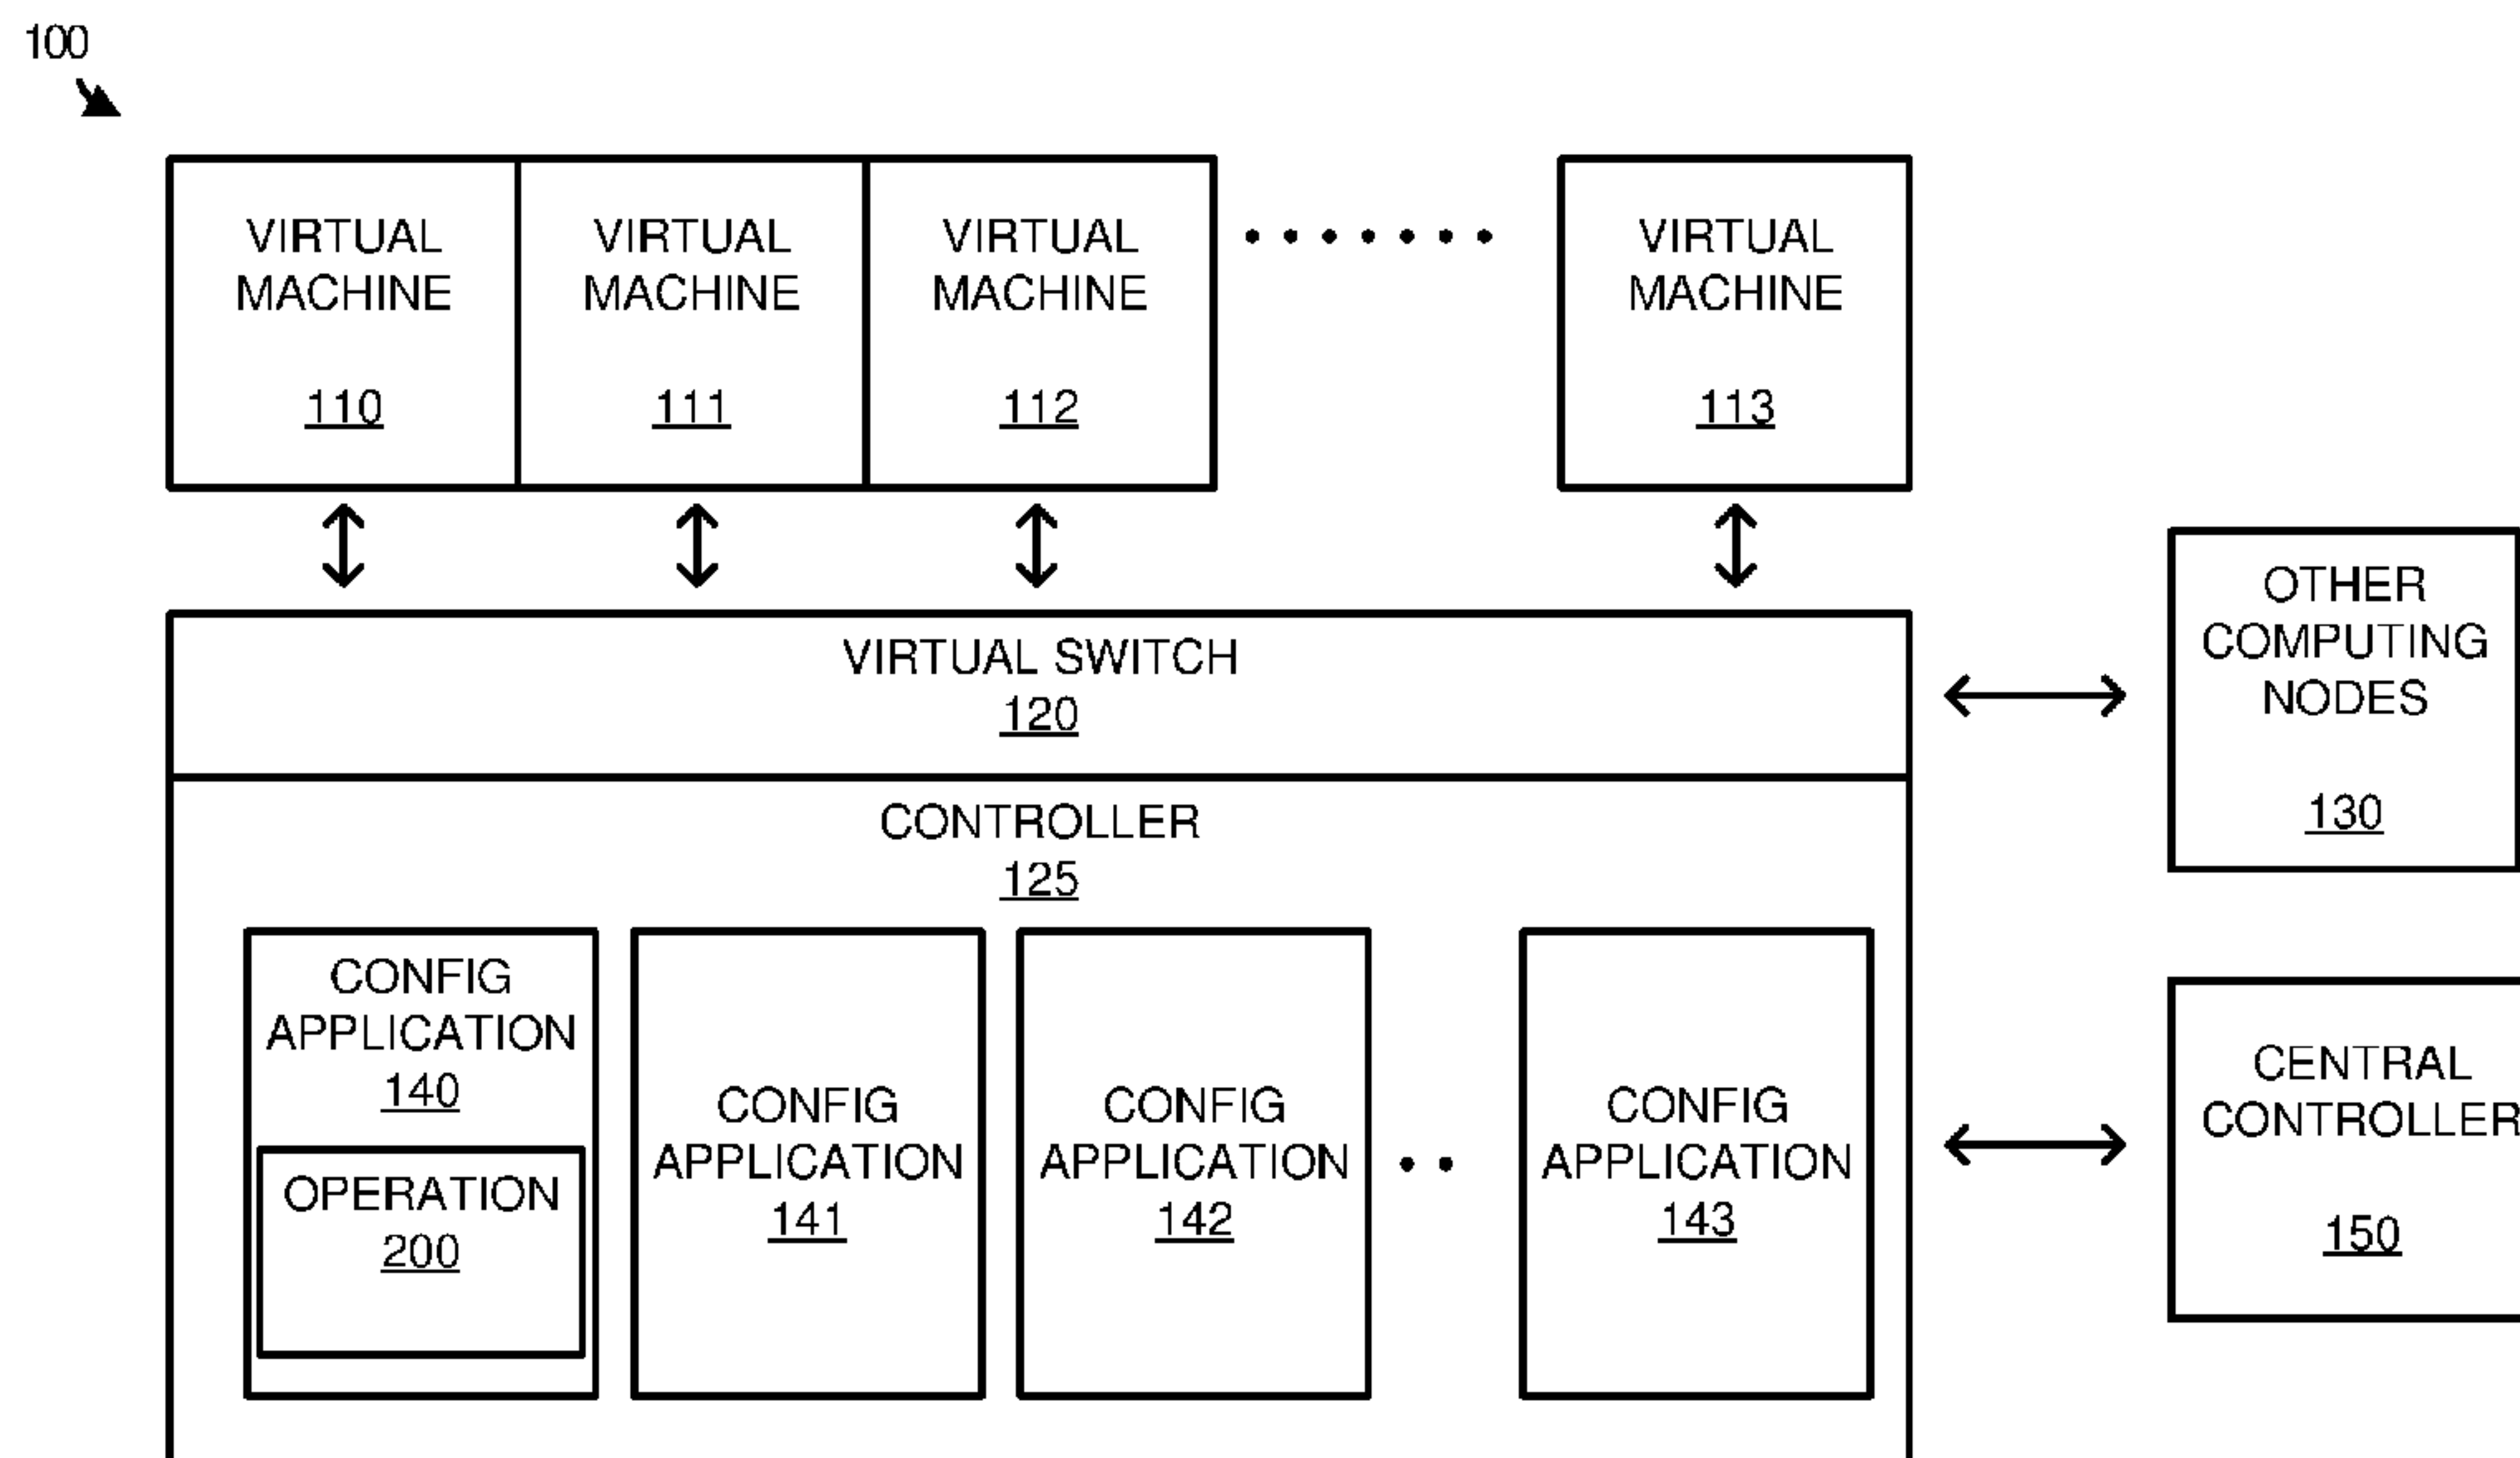 100
VIRTUAL
MACHINE
110
VIRTUAL
MACHINE
111
VIRTUAL
MACHINE
112
VIRTUAL
MACHINE
113
VIRTUAL SWITCH
120
OTHER
COMPUTING
NODES
130
CONTROLLER
125
CONFIG
APPLICATION
140
OPERATION
200
CONFIG
APPLICATION
141
CONFIG
APPLICATION
142
CONFIG
APPLICATION
143
CENTRAL
CONTROLLER
150